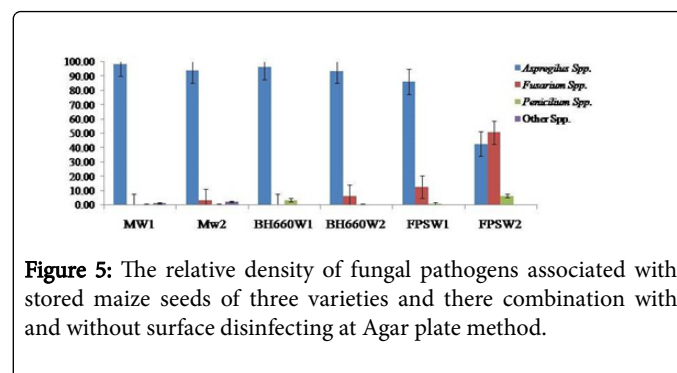 100.00
90.00
80.00
70.00
60.00
50.00
40.00
30.00
20.00
10.00
0.00
MW1 Mw2 BH660W1 BH660W2 FPSW1 FPSW2
Aspregilus Spp.
Fusarium Spp.
Penicilium Spp.
Other Spp.
Figure 5: The relative density of fungal pathogens associated with
stored maize seeds of three varieties and there combination with
and without surface disinfecting at Agar plate method.